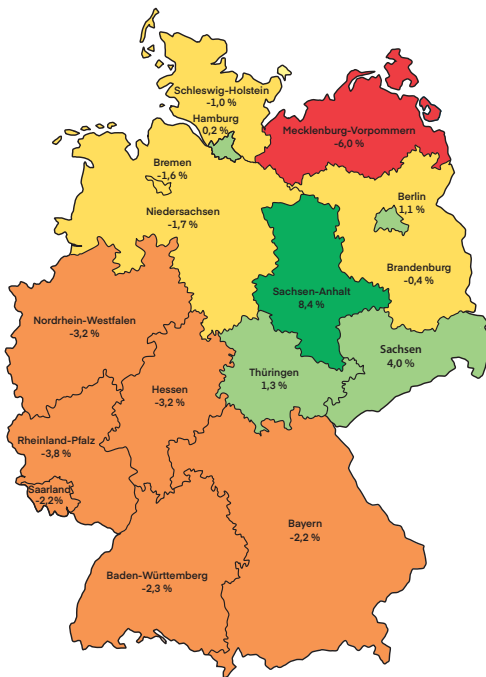 Schleswig-Holstein
-1,0 %
Hamburg
0,2 %
Mecklenburg-Vorpommern
-6,0 %
Bremen
-1,6 %
Berlin
1,1 %
Niedersachsen
-1,7 %
Brandenburg
-0,4 %
Sachsen-Anhalt
8,4 %
Nordrhein-Westfalen
-3,2 %
Sachsen
4,0 %
Thüringen
1,3 %
Hessen
-3,2 %
Rheinland-Pfalz
-3,8 %
Saarland
-2,2%
Bayern
-2,2 %
Baden-Württemberg
-2,3 %